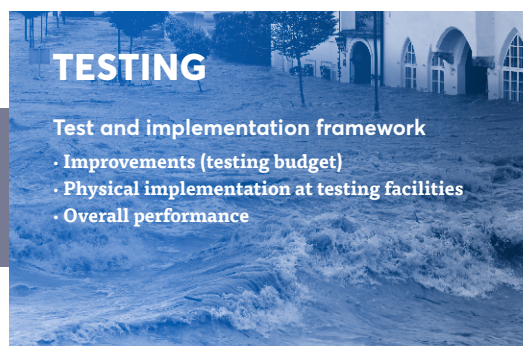 TESTING
Test and implementation framework
· Improvements (testing budget)
· Physical implementation at testing facilities
· Overall performance